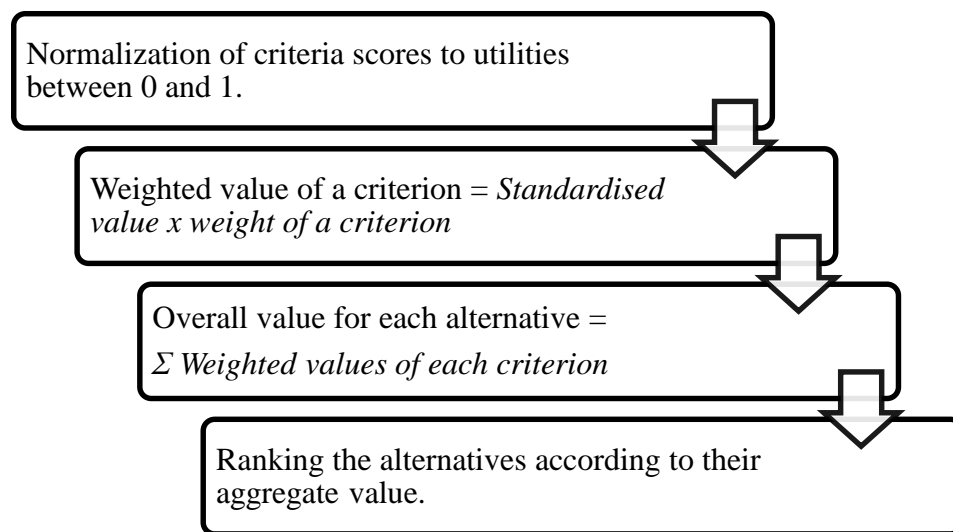 Normalization of criteria scores to utilities
between 0 and 1.
Weighted value of a criterion = Standardised
value x weight of a criterion
Overall value for each alternative =
Σ Weighted values of each criterion
Ranking the alternatives according to their
aggregate value.